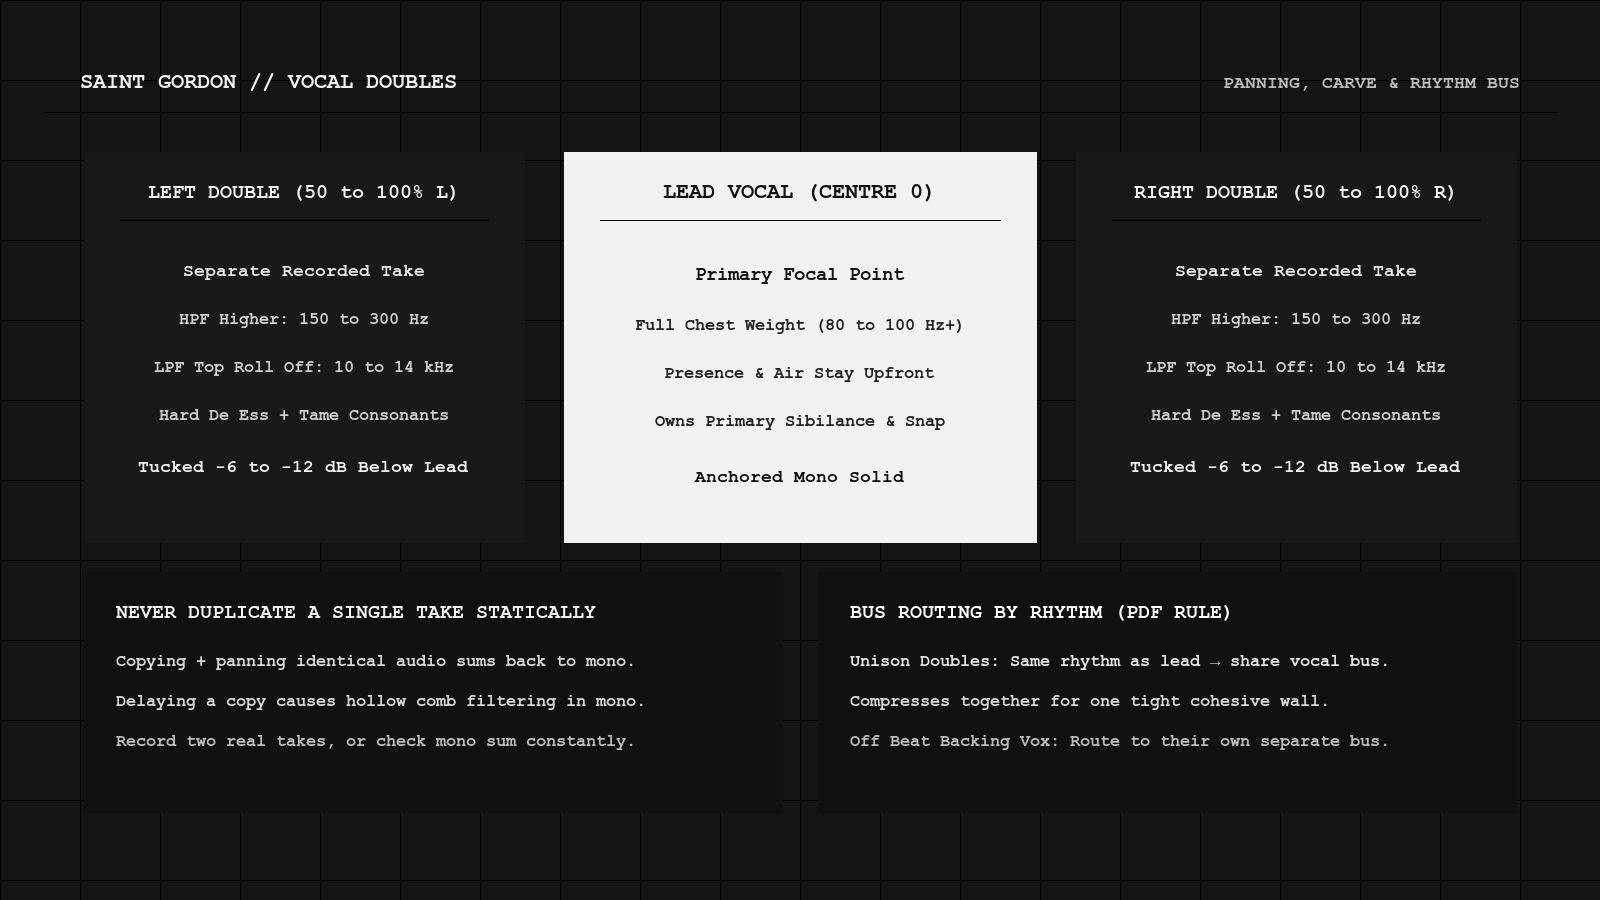 SAINT GORDON // VOCAL DOUBLES
PANNING, CARVE & RHYTHM BUS
LEFT DOUBLE (50 to 100% L)
Separate Recorded Take
HPF Higher: 150 to 300 Hz
LPF Top Roll Off: 10 to 14 kHz
Hard De Ess + Tame Consonants
Tucked -6 to -12 dB Below Lead
LEAD VOCAL (CENTRE 0)
Primary Focal Point
Full Chest Weight (80 to 100 Hz+)
Presence & Air Stay Upfront
Owns Primary Sibilance & Snap
Anchored Mono Solid
RIGHT DOUBLE (50 to 100% R)
Separate Recorded Take
HPF Higher: 150 to 300 Hz
LPF Top Roll Off: 10 to 14 kHz
Hard De Ess + Tame Consonants
Tucked -6 to -12 dB Below Lead
NEVER DUPLICATE A SINGLE TAKE STATICALLY
Copying + panning identical audio sums back to mono.
Delaying a copy causes hollow comb filtering in mono.
Record two real takes, or check mono sum constantly.
BUS ROUTING BY RHYTHM (PDF RULE)
Unison Doubles: Same rhythm as lead → share vocal bus.
Compresses together for one tight cohesive wall.
Off Beat Backing Vox: Route to their own separate bus.